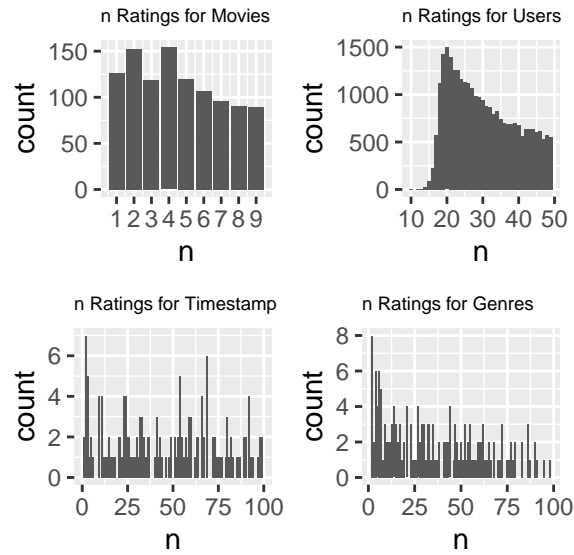 n Ratings for Movies
150
100
50
0
count
1 2 3 4 5 6 7 8 9
n
n Ratings for Users
1500
1000
500
0
count
10 20 30 40 50
n
n Ratings for Timestamp
6
4
2
0
count
0 25 50 75 100
n
n Ratings for Genres
8
6
4
2
0
count
0 25 50 75 100
n